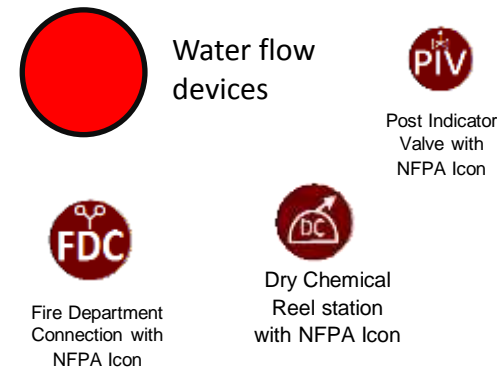 Water flow
devices
PIV
Post Indicator
Valve with
NFPA Icon
FDC
Fire Department
Connection with
NFPA Icon
DC
Dry Chemical
Reel station
with NFPA Icon